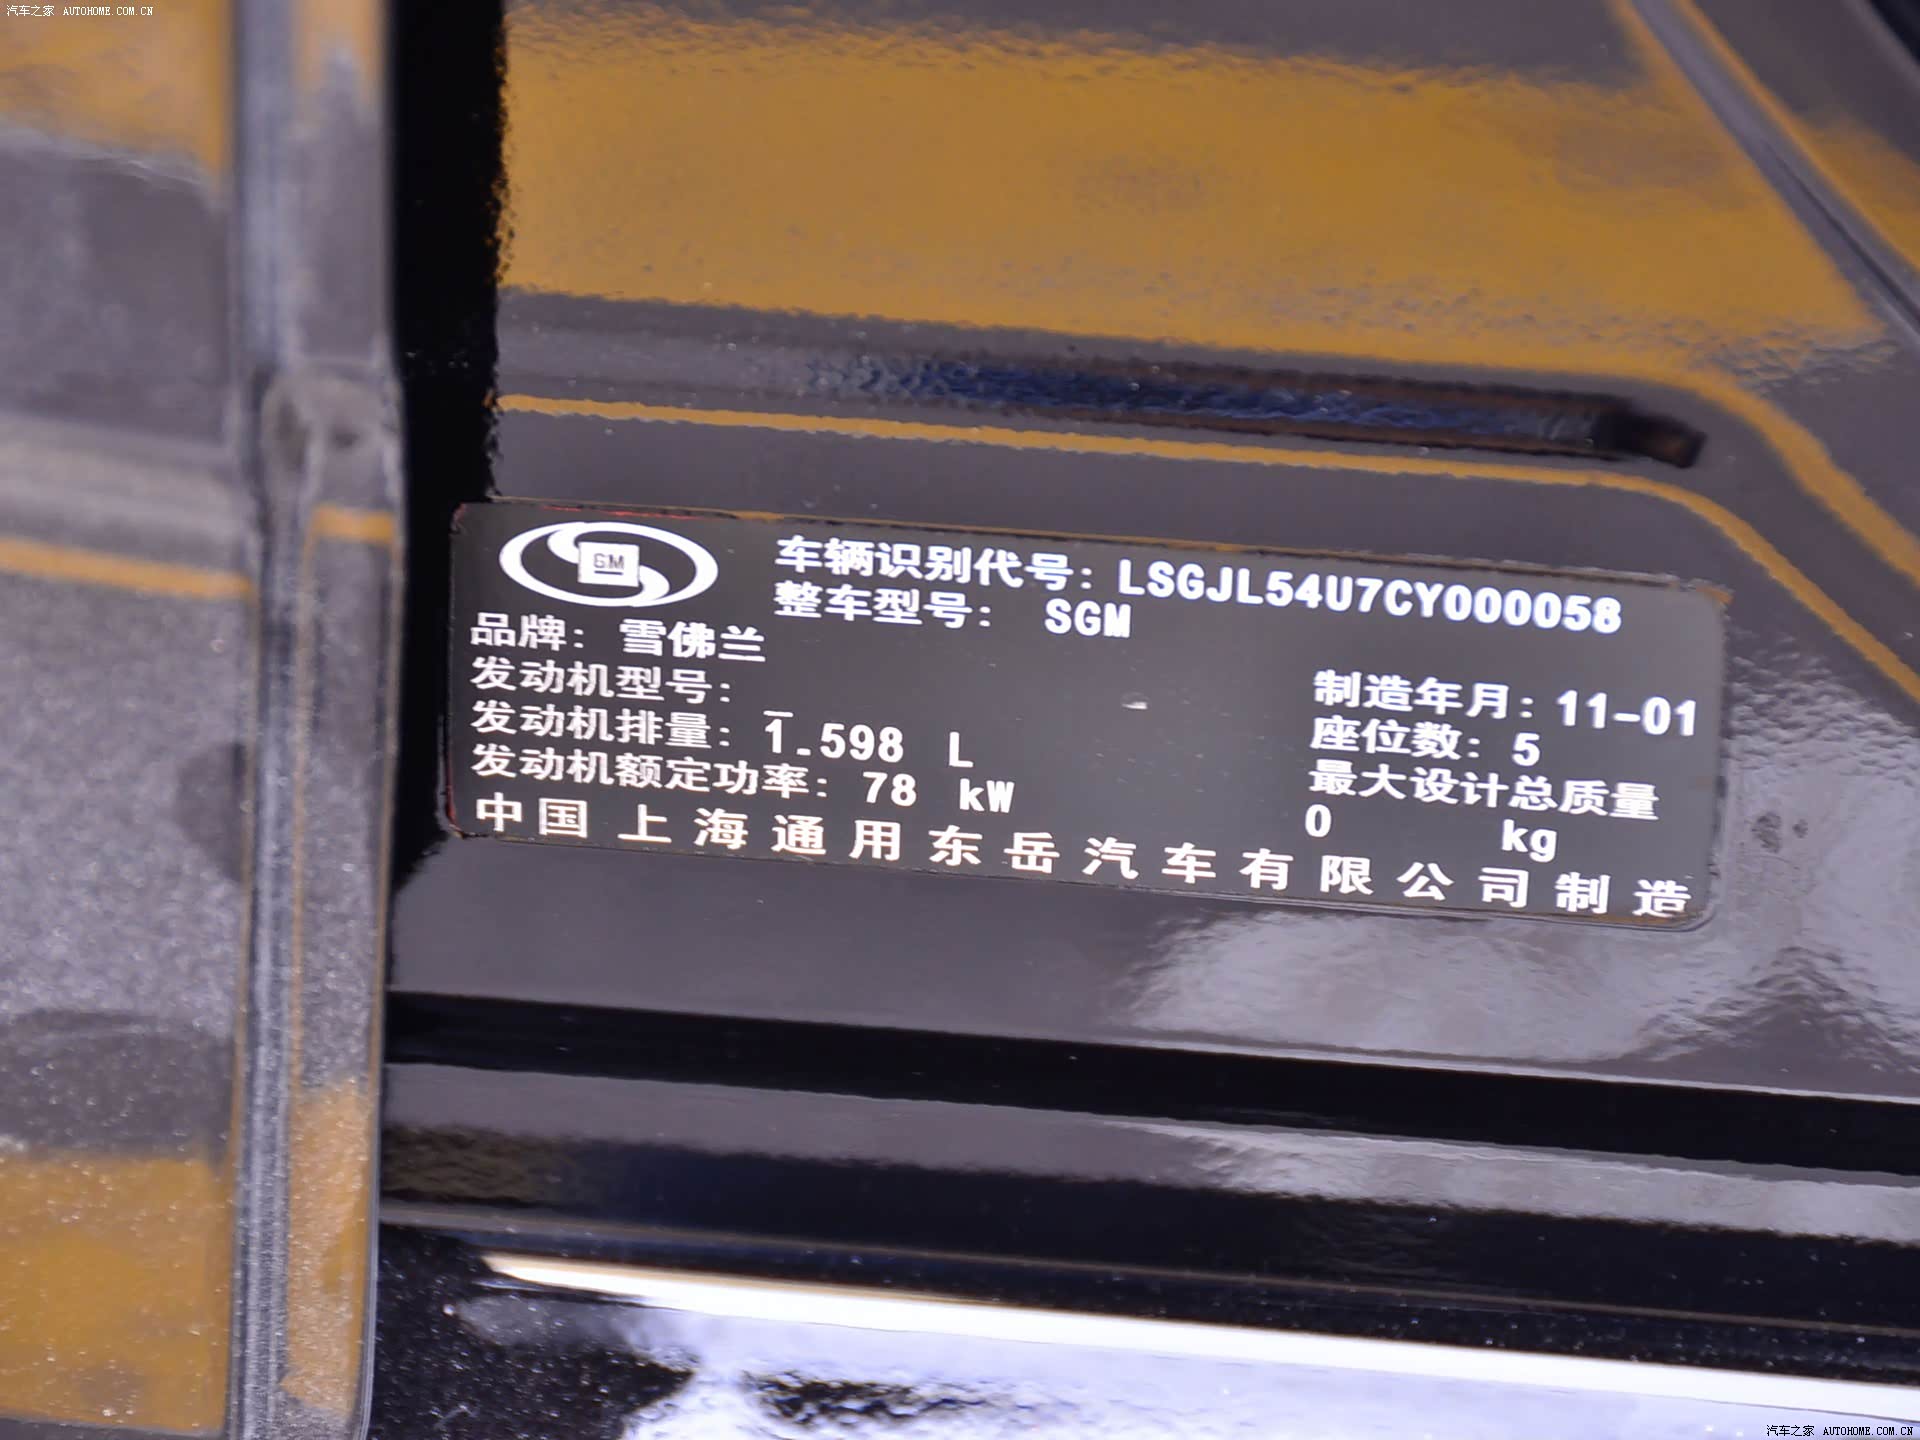 汽车之家 AUTOHOME.COM.CN
GM
车辆识别代号: LSGJL54U7CY000058
整车型号: SGM
品牌: 雪佛兰
发动机型号: _
制造年月: 11-01
发动机排量: 1.598 L
座位数: 5
发动机额定功率: 78 kW
最大设计总质量
0 kg
中国上海通用东岳汽车有限公司制造
汽车之家 AUTOHOME.COM.CN